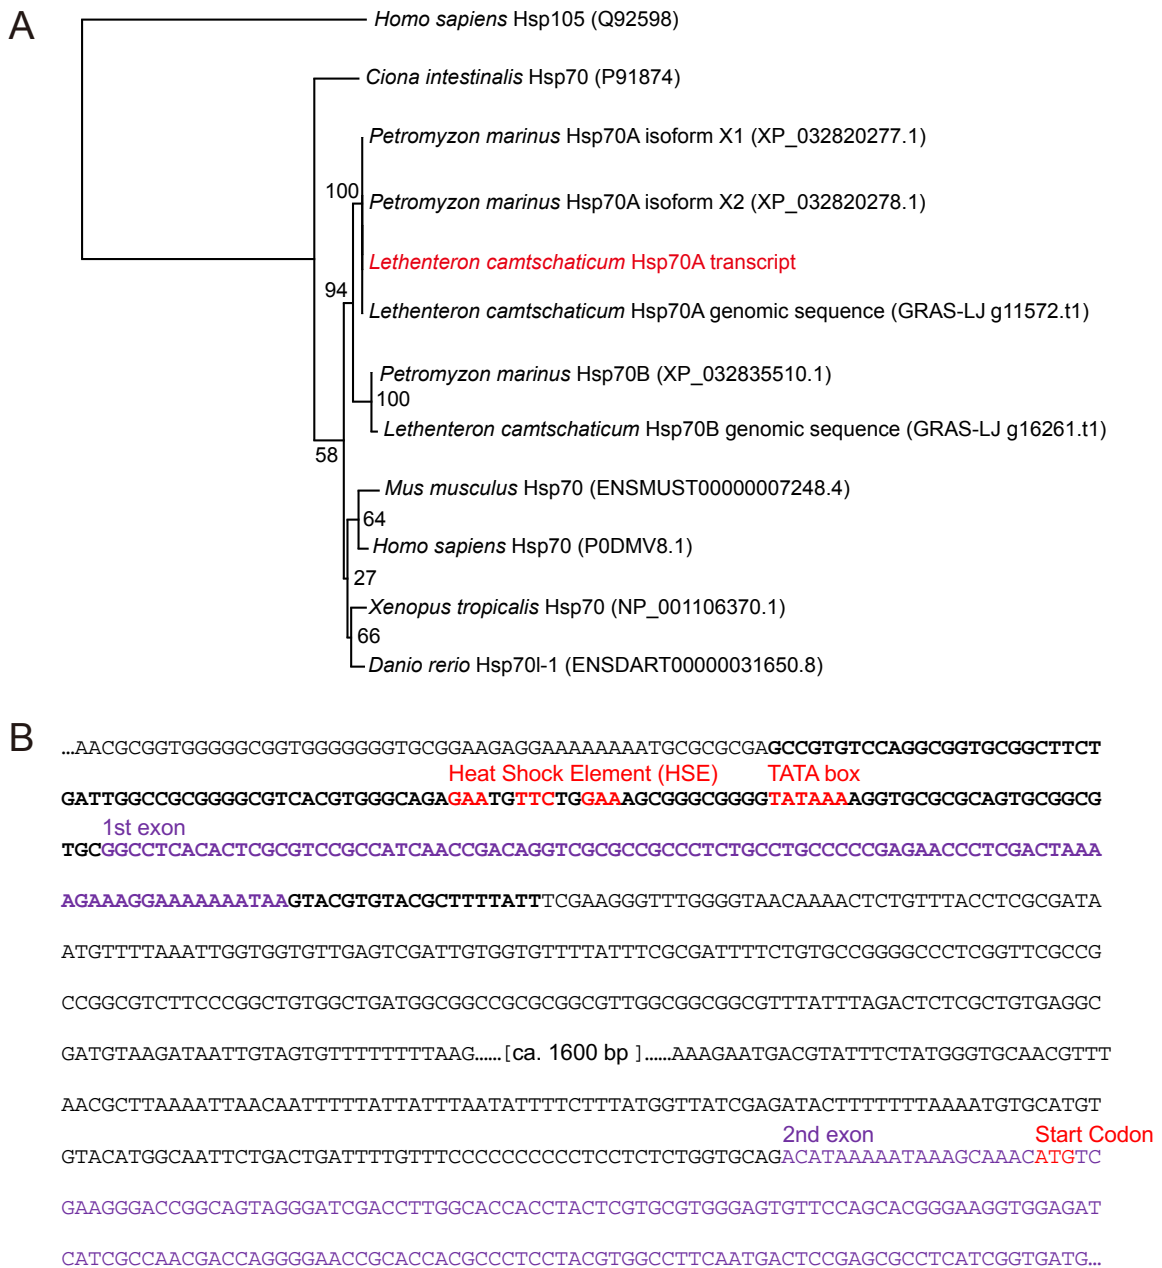 A
Homo sapiens Hsp105 (Q92598)
Ciona intestinalis Hsp70 (P91874)
Petromyzon marinus Hsp70A isoform X1 (XP_032820277.1)
100
Petromyzon marinus Hsp70A isoform X2 (XP_032820278.1)
Lethenteron camtschaticum Hsp70A transcript
94
Lethenteron camtschaticum Hsp70A genomic sequence (GRAS-LJ g11572.t1)
Petromyzon marinus Hsp70B (XP_032835510.1)
100
Lethenteron camtschaticum Hsp70B genomic sequence (GRAS-LJ g16261.t1)
58
Mus musculus Hsp70 (ENSMUST00000007248.4)
64
Homo sapiens Hsp70 (P0DMV8.1)
27
Xenopus tropicalis Hsp70 (NP_001106370.1)
66
Danio rerio Hsp70l-1 (ENSDART00000031650.8)
B
...AACGCGGTGGGGGCGGTGGGGGGGTGCGGAAGAGGAAAAAAAATGCGCGCGAGCCGTGTCCAGGCGGTGCGGCTTCT
Heat Shock Element (HSE) TATA box
GATTGGCCGCGGGGCGTCACGTGGGCAGAGAATGTTCTGGAAAGCGGGCGGGGTATAAAAGGTGCGCGCAGTGCGGCG
1st exon
TGCGGCCTCACACTCGCGTCCGCCATCAACCGACAGGTCGCGCCGCCCTCTGCCTGCCCCCGAGAACCCTCGACTAAA
AGAAAGGAAAAAAATAAGTACGTGTACGCTTTTATTTCGAAGGGTTTGGGGTAACAAAACTCTGTTTACCTCGCGATA
ATGTTTTAAATTGGTGGTGTTGAGTCGATTGTGGTGTTTTATTTCGCGATTTTCTGTGCCGGGGCCCTCGGTTCGCCG
CCGGCGTCTTCCCGGCTGTGGCTGATGGCGGCCGCGCGGCGTTGGCGGCGGCGTTTATTTAGACTCTCGCTGTGAGGC
GATGTAAGATAATTGTAGTGTTTTTTTTTAAG......[ca. 1600 bp ]......AAAGAATGACGTATTTCTATGGGTGCAACGTTT
AACGCTTAAAATTAACAATTTTTATTATTTAATATTTTCTTTATGGTTATCGAGATACTTTTTTTTAAAATGTGCATGT
2nd exon Start Codon
GTACATGGCAATTCTGACTGATTTTGTTTCCCCCCCCCCTCCTCTCTGGTGCAGACATAAAAATAAAGCAAACATGTC
GAAGGGACCGGCAGTAGGGATCGACCTTGGCACCACCTACTCGTGCGTGGGAGTGTTCCAGCACGGGAAGGTGGAGAT
CATCGCCAACGACCAGGGGAACCGCACCACGCCCTCCTACGTGGCCTTCAATGACTCCGAGCGCCTCATCGGTGATG...